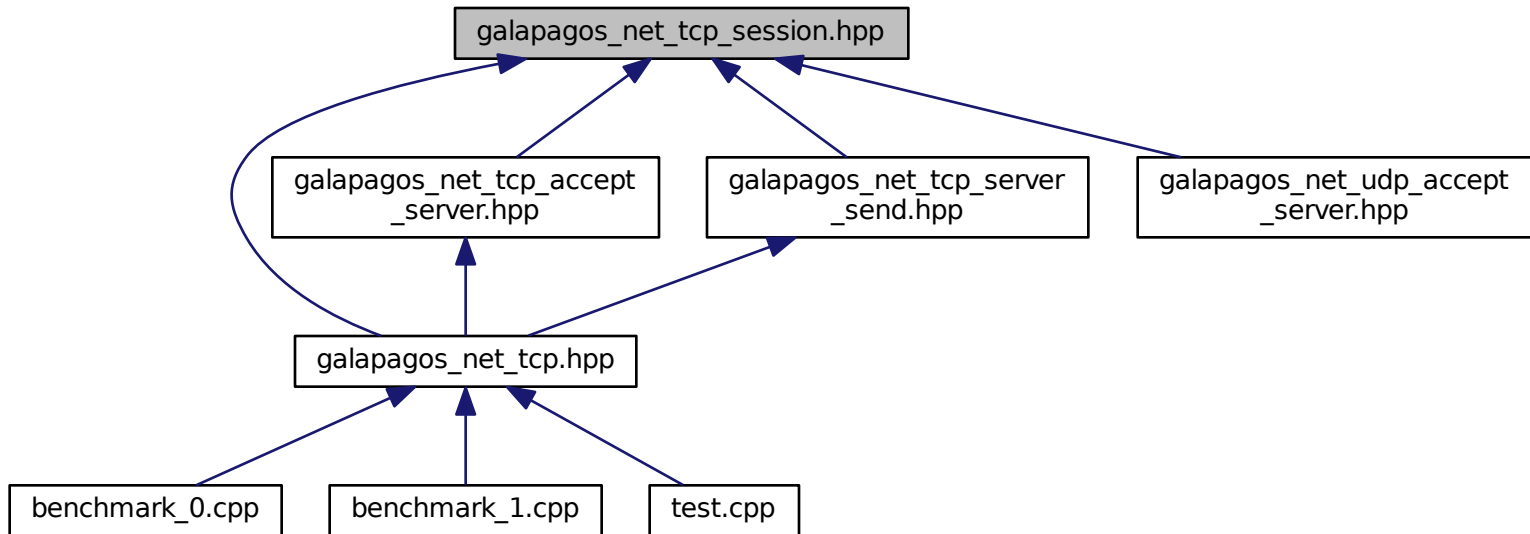 galapagos_net_tcp_session.hpp
galapagos_net_tcp_accept
_server.hpp
galapagos_net_tcp_server
_send.hpp
galapagos_net_udp_accept
_server.hpp
galapagos_net_tcp.hpp
benchmark_0.cpp
benchmark_1.cpp
test.cpp